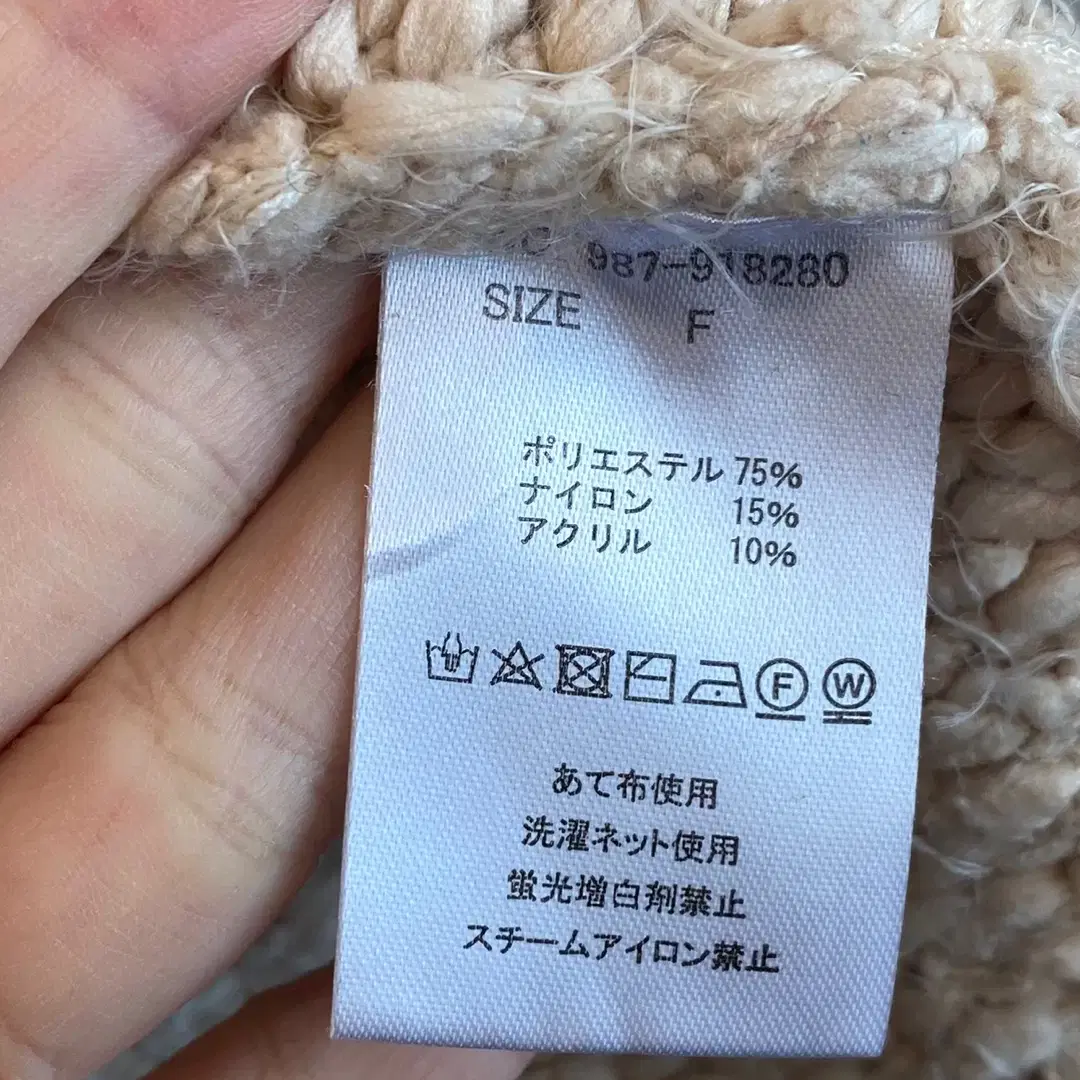 987-918280
SIZE F
ポリエステル 75%
ナイロン 15%
アクリル 10%
F W
あて布使用
洗濯ネット使用
蛍光増白剤禁止
スチームアイロン禁止